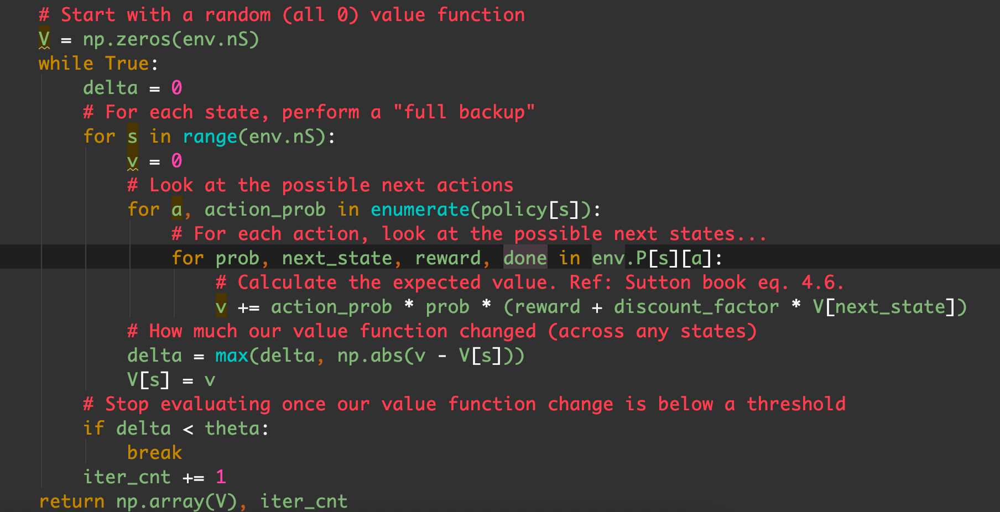 # Start with a random (all 0) value function
V = np.zeros(env.nS)
while True:
    delta = 0
    # For each state, perform a "full backup"
    for s in range(env.nS):
        v = 0
        # Look at the possible next actions
        for a, action_prob in enumerate(policy[s]):
            # For each action, look at the possible next states...
            for prob, next_state, reward, done in env.P[s][a]:
                # Calculate the expected value. Ref: Sutton book eq. 4.6.
                v += action_prob * prob * (reward + discount_factor * V[next_state])
        # How much our value function changed (across any states)
        delta = max(delta, np.abs(v - V[s]))
        V[s] = v
    # Stop evaluating once our value function change is below a threshold
    if delta < theta:
        break
    iter_cnt += 1
return np.array(V), iter_cnt